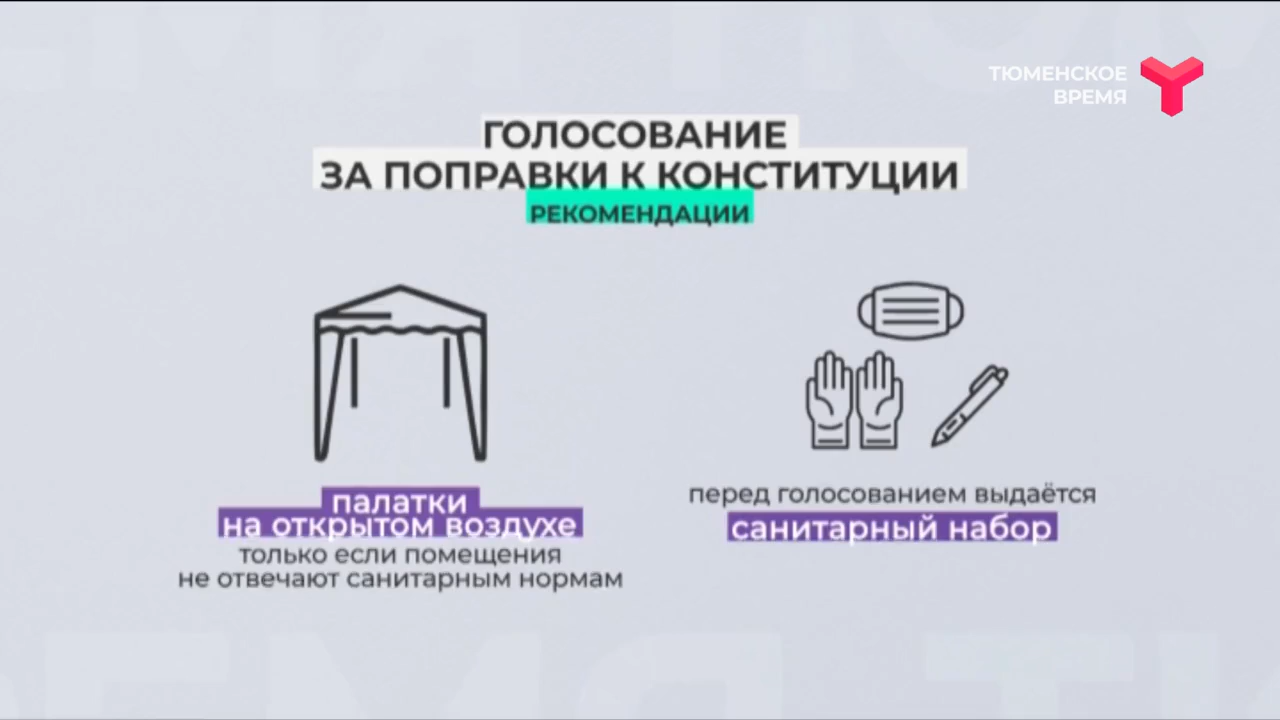 ТЮМЕНСКОЕ
ВРЕМЯ
ГОЛОСОВАНИЕ
ЗА ПОПРАВКИ К КОНСТИТУЦИИ
РЕКОМЕНДАЦИИ
палатки
на открытом воздухе
только если помещения
не отвечают санитарным нормам
перед голосованием выдаётся
санитарный набор